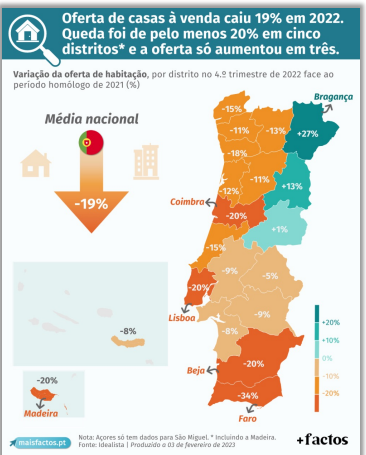 Oferta de casas à venda caiu 19% em 2022.
Queda foi de pelo menos 20% em cinco
distritos* e a oferta só aumentou em três.
Variação da oferta de habitação, por distrito no 4.º trimestre de 2022 face ao
período homólogo de 2021 (%)
Bragança
-15%
Média nacional
-11%
-13%
+27%
-18%
-12%
-11%
+13%
Coimbra
-20%
-19%
+1%
-15%
-9%
-5%
-20%
Lisboa
-8%
-9%
-8%
+20%
+10%
0%
-10%
-20%
-20%
Beja
-20%
Madeira
-34%
Faro
maisfactos.pt
Nota: Açores só tem dados para São Miguel. * Incluindo a Madeira.
Fonte: Idealista | Produzido a 03 de fevereiro de 2023
+factos